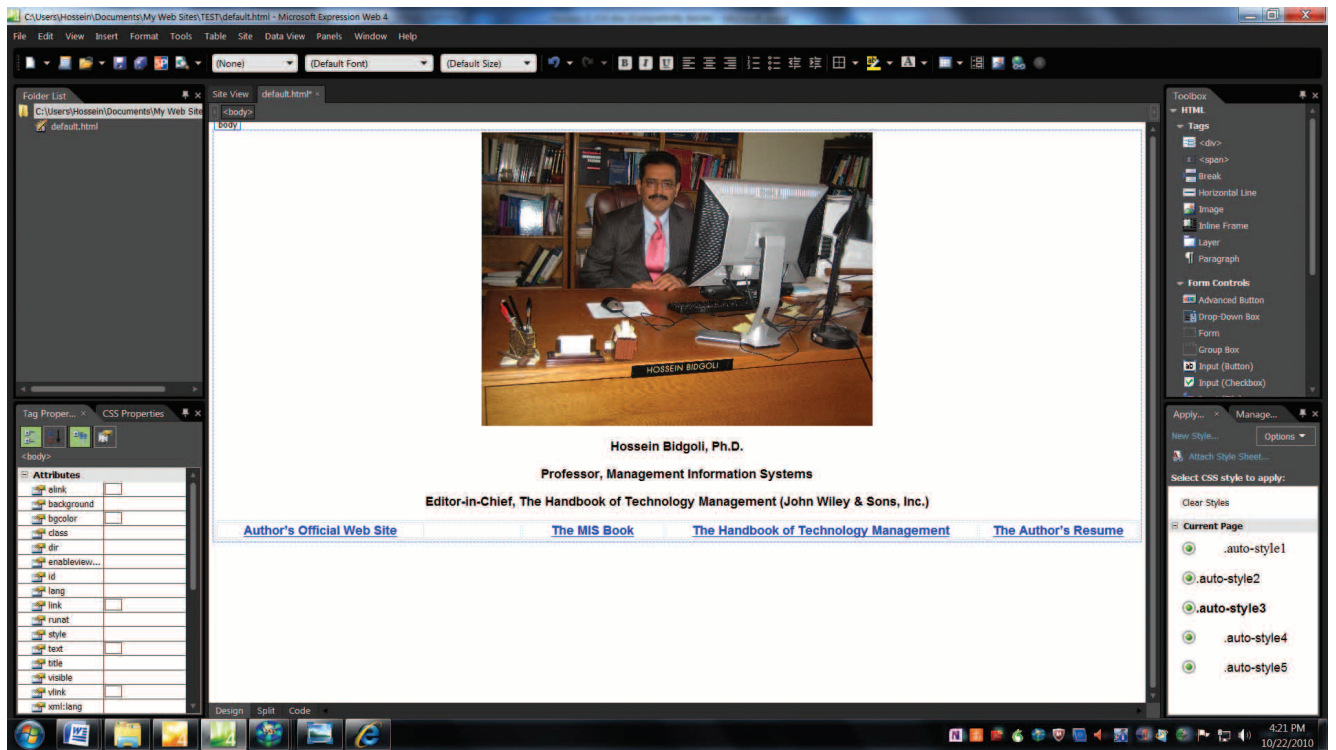 C:\Users\Hossein\Documents\My Web Sites\TEST\default.html - Microsoft Expression Web 4
File Edit View Insert Format Tools Table Site Data View Panels Window Help
(None) (Default Font) (Default Size) B I U A
Folder List
C:\Users\Hossein\Documents\My Web Site
default.html
Site View default.html*
<body>
body
HOSSEIN BIDGOLI
Hossein Bidgoli, Ph.D.
Professor, Management Information Systems
Editor-in-Chief, The Handbook of Technology Management (John Wiley & Sons, Inc.)
Author's Official Web Site The MIS Book The Handbook of Technology Management The Author's Resume
Design Split Code
Tag Proper... CSS Properties
<body>
Attributes
alink
background
bgcolor
class
dir
enableview...
id
lang
link
runat
style
text
title
visible
vlink
xml:lang
Toolbox
HTML
Tags
<div>
<span>
Break
Horizontal Line
Image
Inline Frame
Layer
Paragraph
Form Controls
Advanced Button
Drop-Down Box
Form
Group Box
Input (Button)
Input (Checkbox)
Apply... Manage...
New Style... Options
Attach Style Sheet...
Select CSS style to apply:
Clear Styles
Current Page
.auto-style1
.auto-style2
.auto-style3
.auto-style4
.auto-style5
4:21 PM
10/22/2010